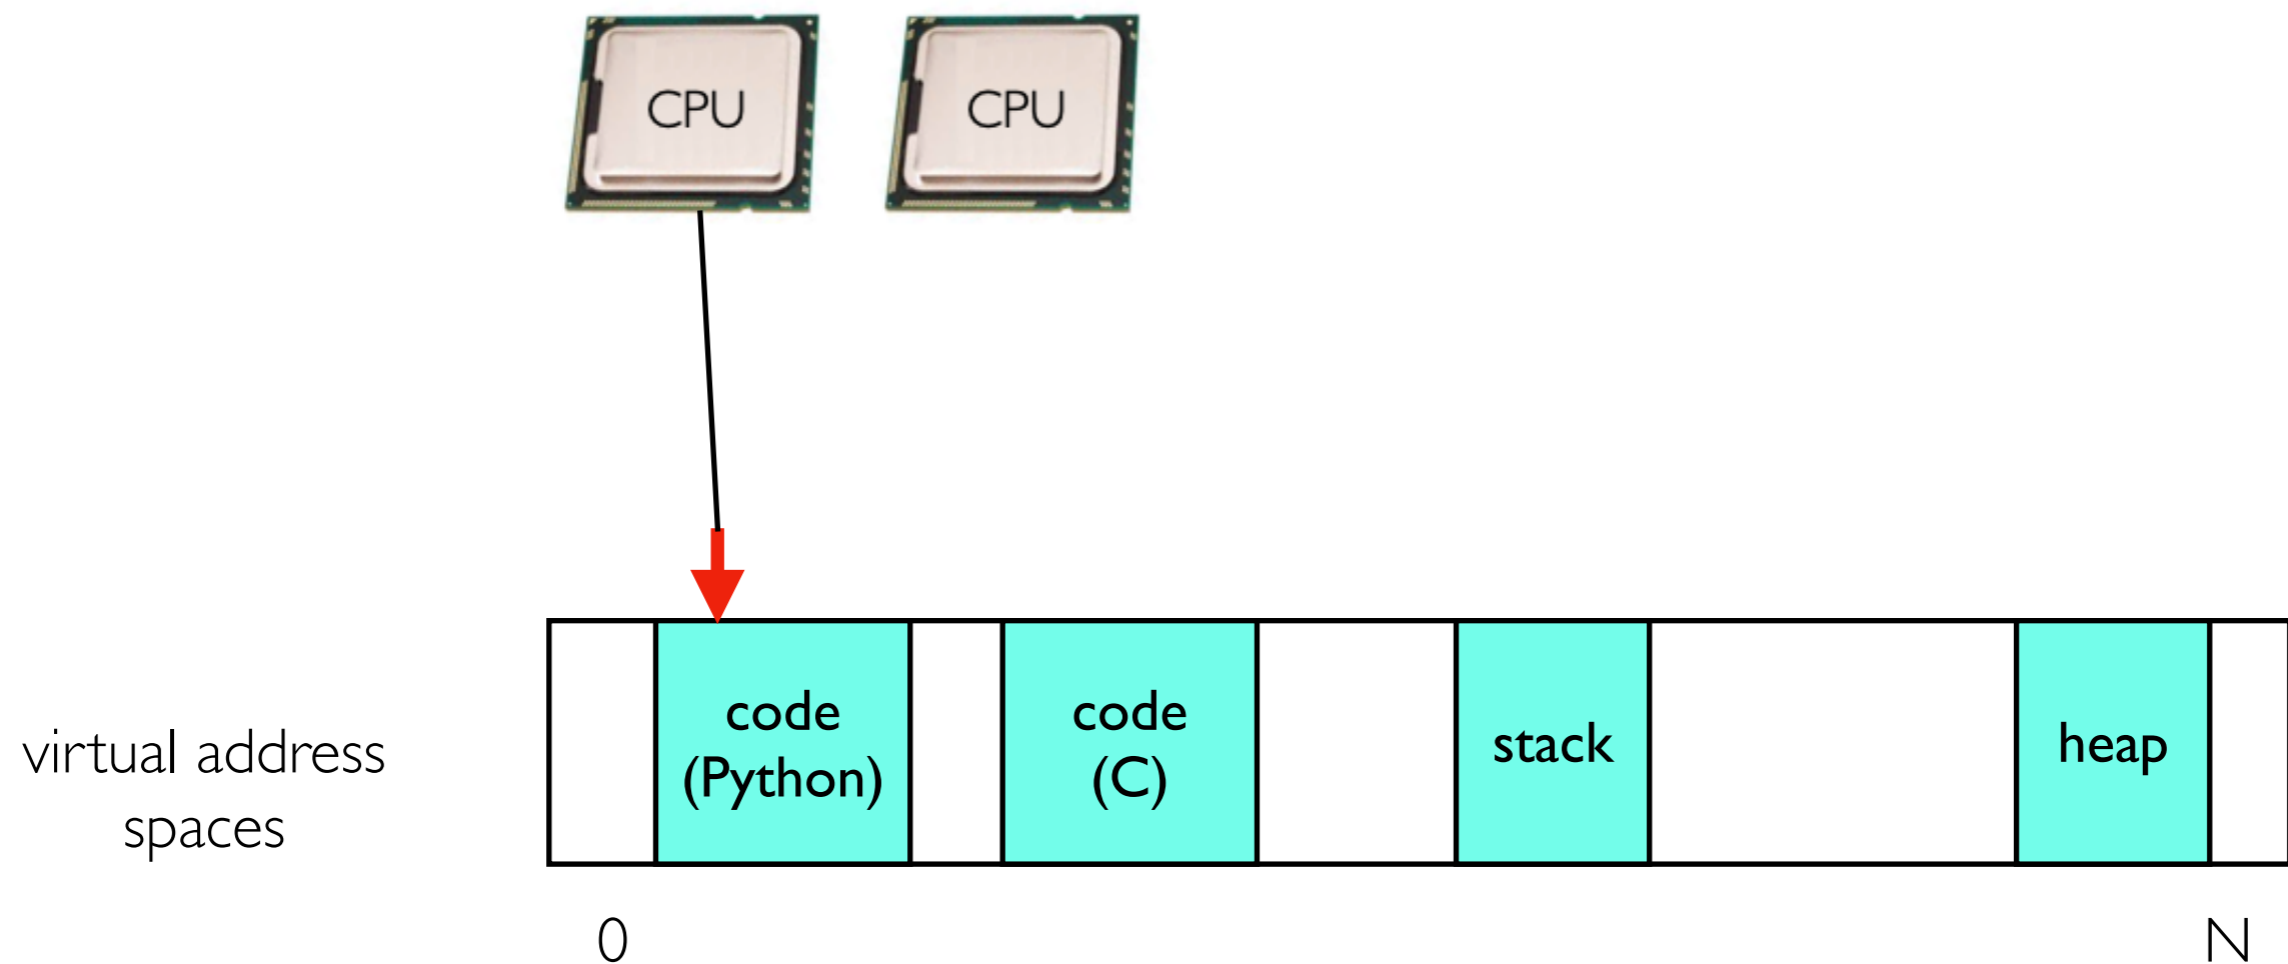 CPU
CPU
code
(Python)
code
(C)
stack
heap
virtual address
spaces
0
N